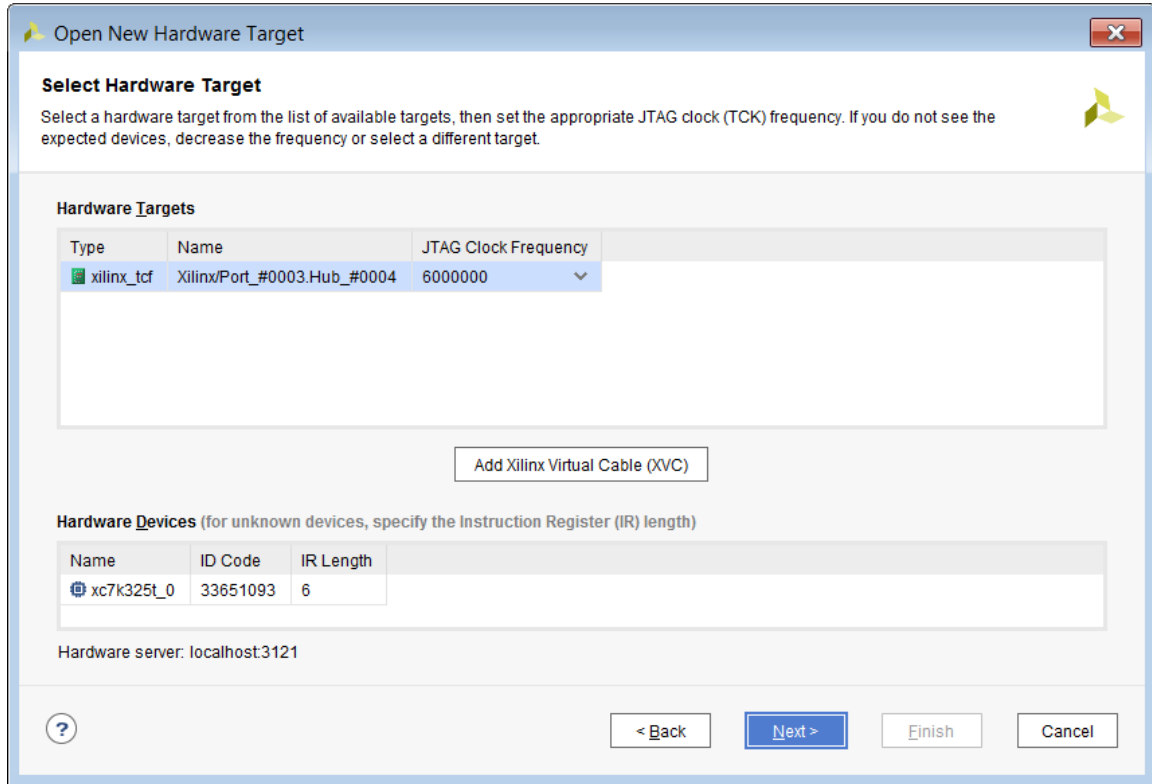 Open New Hardware Target
Select Hardware Target
Select a hardware target from the list of available targets, then set the appropriate JTAG clock (TCK) frequency. If you do not see the
expected devices, decrease the frequency or select a different target.
Hardware Targets
Type Name JTAG Clock Frequency
xilinx_tcf Xilinx/Port_#0003.Hub_#0004 6000000
Add Xilinx Virtual Cable (XVC)
Hardware Devices (for unknown devices, specify the Instruction Register (IR) length)
Name ID Code IR Length
xc7k325t_0 33651093 6
Hardware server: localhost:3121
? < Back Next > Finish Cancel